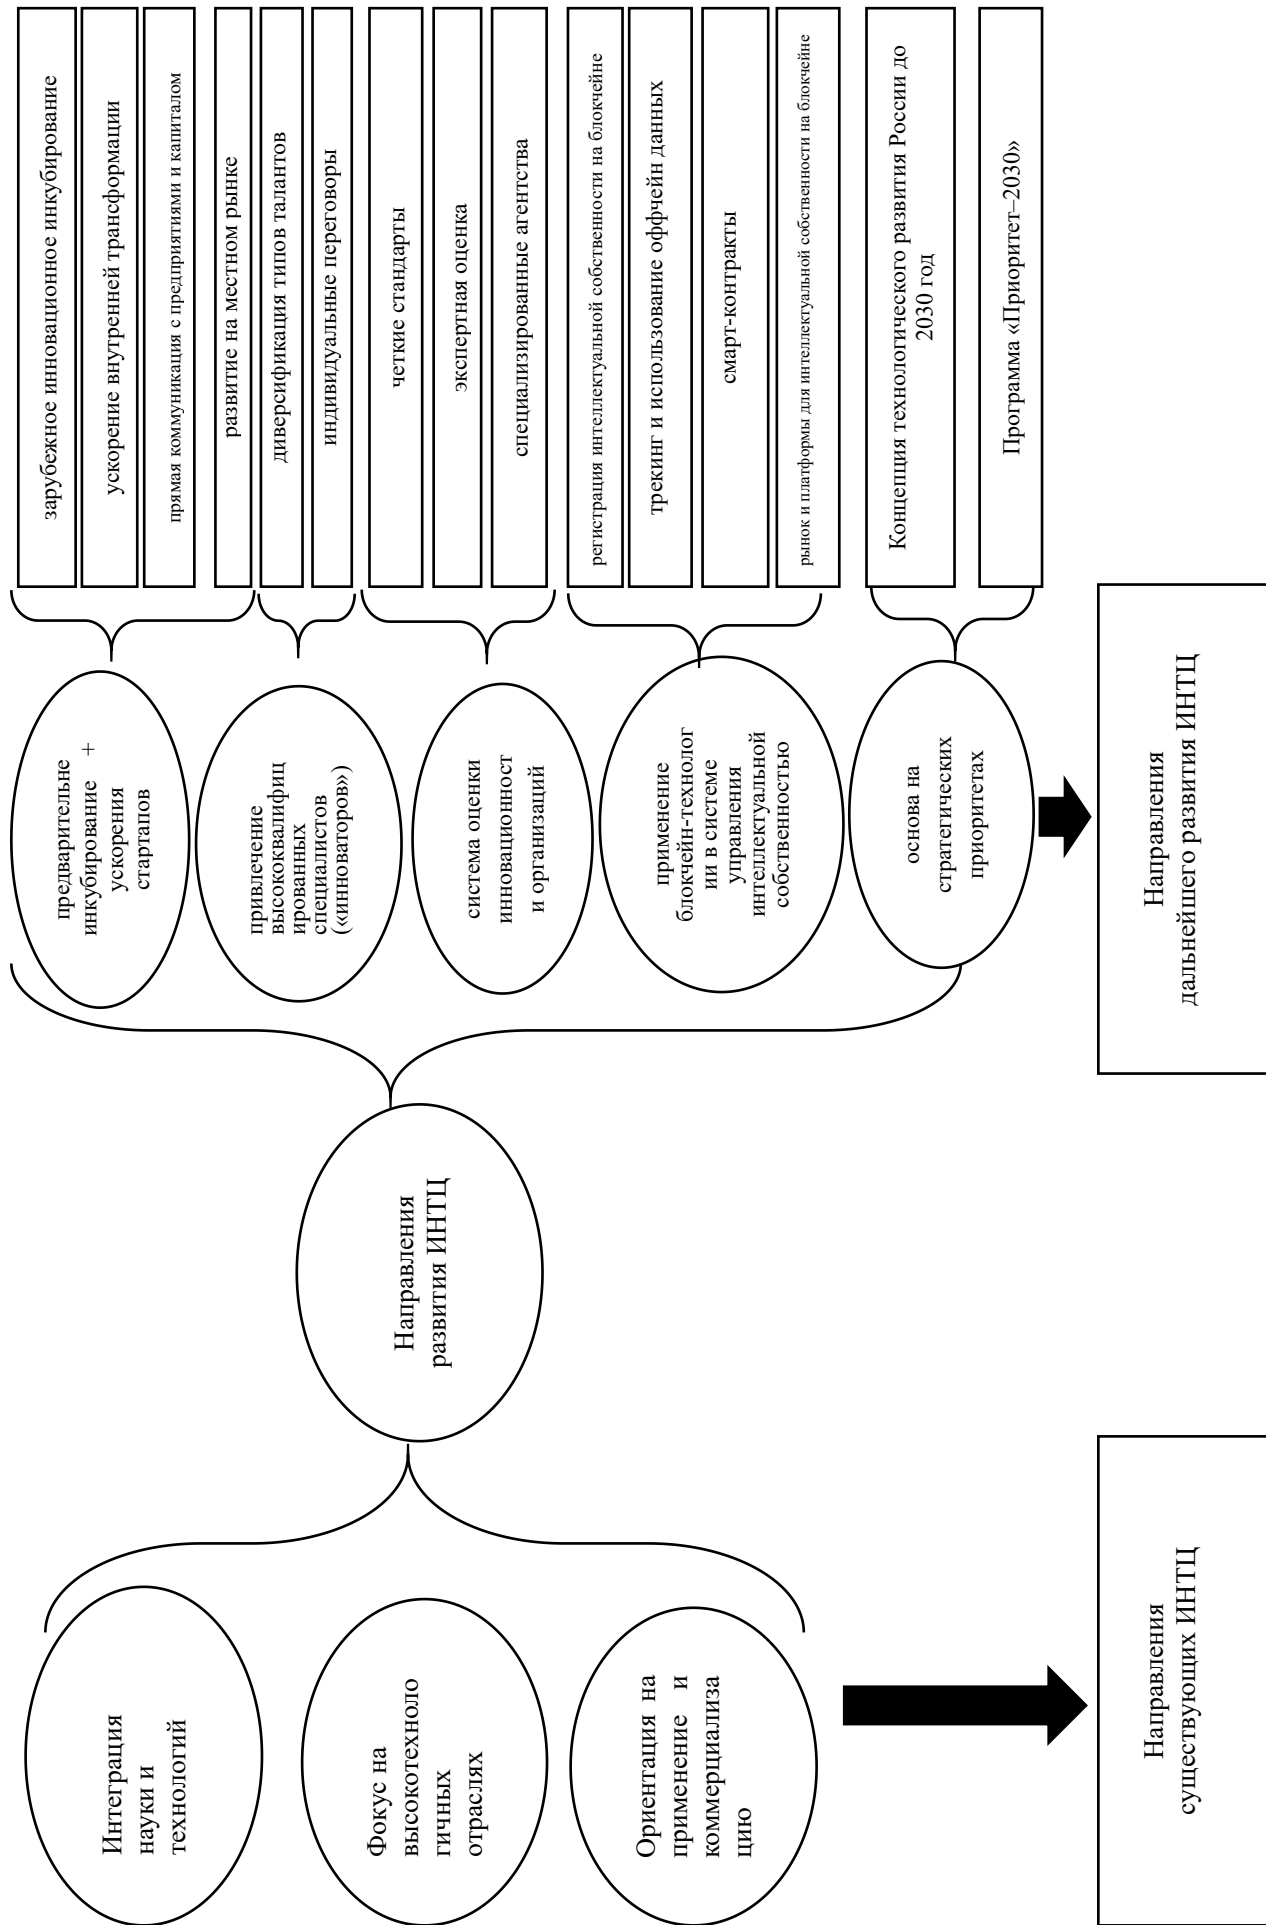 Интеграция
науки и
технологий
Фокус на
высокотехноло
гичных
отраслях
Ориентация на
применение и
коммерциализа
цию
Направления
развития ИНТЦ
предварительне
инкубирование +
ускорения
стартапов
привлечение
высококвалифиц
ированных
специалистов
(«инноваторов»)
система оценки
инновационност
и организаций
применение
блокчейн-технолог
ии в системе
управления
интеллектуальной
собственностью
основа на
стратегических
приоритетах
зарубежное инновационное инкубирование
ускорение внутренней трансформации
прямая коммуникация с предприятиями и капиталом
развитие на местном рынке
диверсификация типов талантов
индивидуальные переговоры
четкие стандарты
экспертная оценка
специализированные агентства
регистрация интеллектуальной собственности на блокчейне
трекинг и использование оффчейн данных
смарт-контракты
рынок и платформы для интеллектуальной собственности на блокчейне
Концепция технологического развития России до
2030 год
Программа «Приоритет–2030»
Направления
существующих ИНТЦ
Направления
дальнейшего развития ИНТЦ